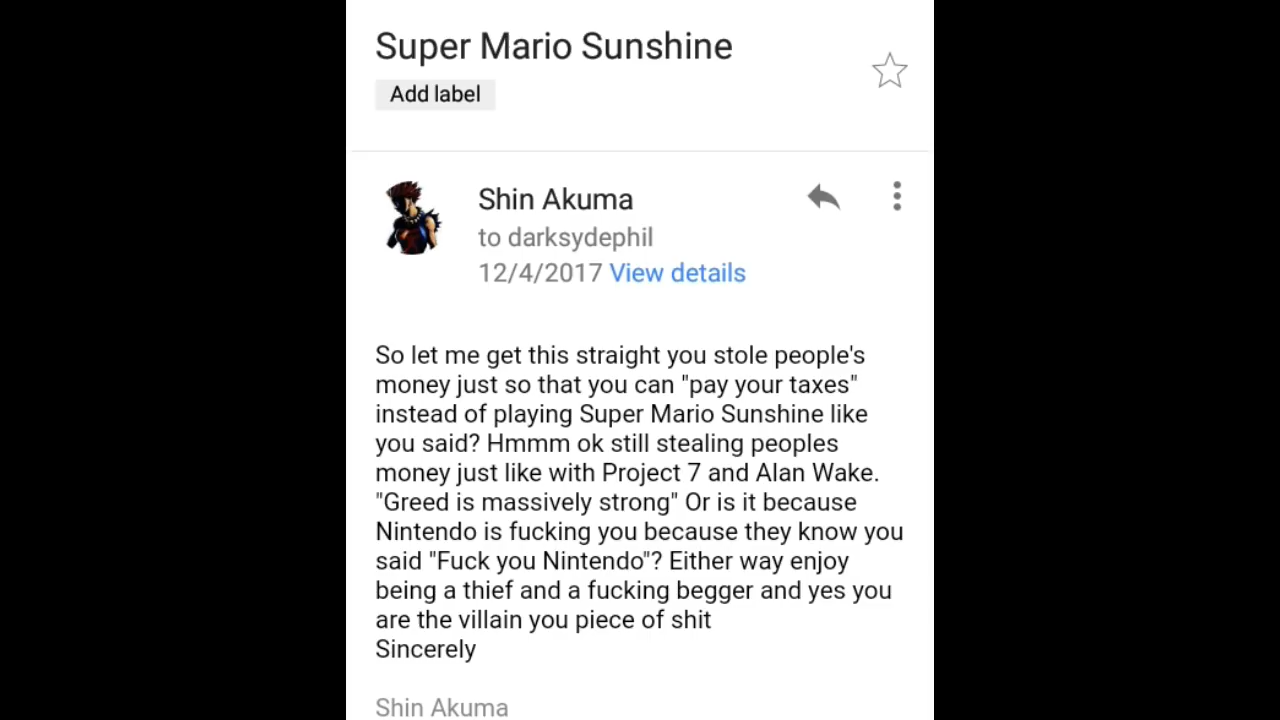 Super Mario Sunshine
Add label
Shin Akuma
to darksydephil
12/4/2017 View details
So let me get this straight you stole people's
money just so that you can "pay your taxes"
instead of playing Super Mario Sunshine like
you said? Hmmm ok still stealing peoples
money just like with Project 7 and Alan Wake.
"Greed is massively strong" Or is it because
Nintendo is fucking you because they know you
said "Fuck you Nintendo"? Either way enjoy
being a thief and a fucking begger and yes you
are the villain you piece of shit
Sincerely
Shin Akuma